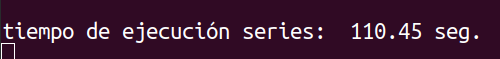 tiempo de ejecución series:  110.45 seg.